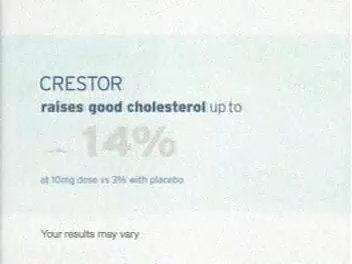 CRESTOR
raises good cholesterol up to
14%
at 10mg dose vs 3% with placebo
Your results may vary